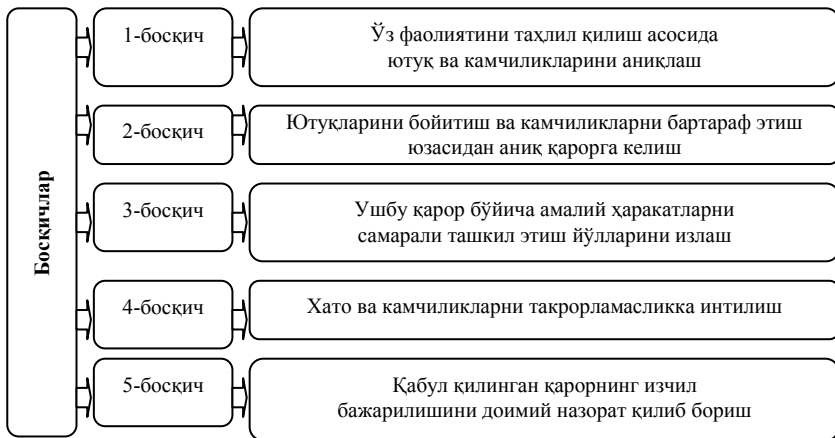 Босқичлар
1-босқич
Ўз фаолиятини таҳлил қилиш асосида
ютуқ ва камчиликларини аниқлаш
2-босқич
Ютуқларини бойитиш ва камчиликларни бартараф этиш
юзасидан аниқ қарорга келиш
3-босқич
Ушбу қарор бўйича амалий ҳаракатларни
самарали ташкил этиш йўлларини излаш
4-босқич
Хато ва камчиликларни такрорламасликка интилиш
5-босқич
Қабул қилинган қарорнинг изчил
бажарилишини доимий назорат қилиб бориш